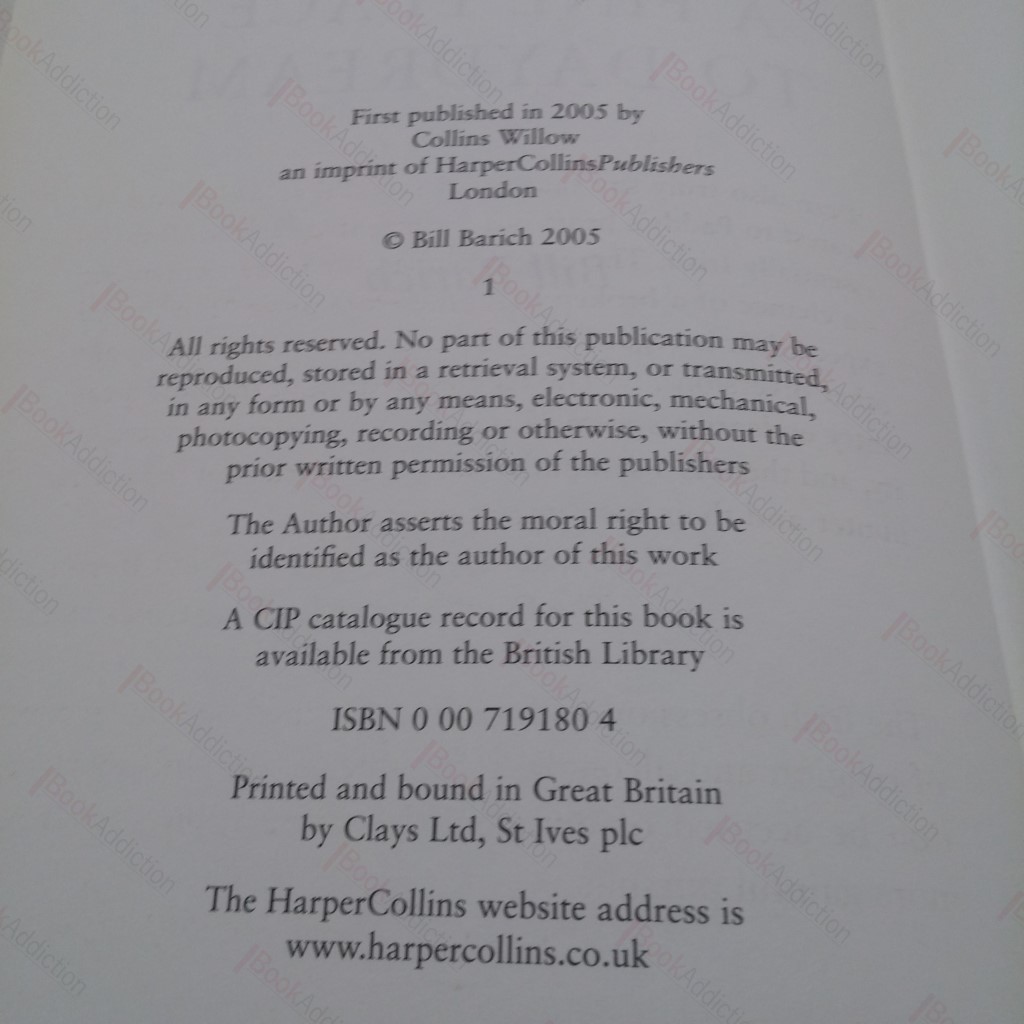 First published in 2005 by
Collins Willow
an imprint of HarperCollinsPublishers
London
© Bill Barich 2005
1
All rights reserved. No part of this publication may be
reproduced, stored in a retrieval system, or transmitted,
in any form or by any means, electronic, mechanical,
photocopying, recording or otherwise, without the
prior written permission of the publishers
The Author asserts the moral right to be
identified as the author of this work
A CIP catalogue record for this book is
available from the British Library
ISBN 0 00 719180 4
Printed and bound in Great Britain
by Clays Ltd, St Ives plc
The HarperCollins website address is
www.harpercollins.co.uk
BookAddiction